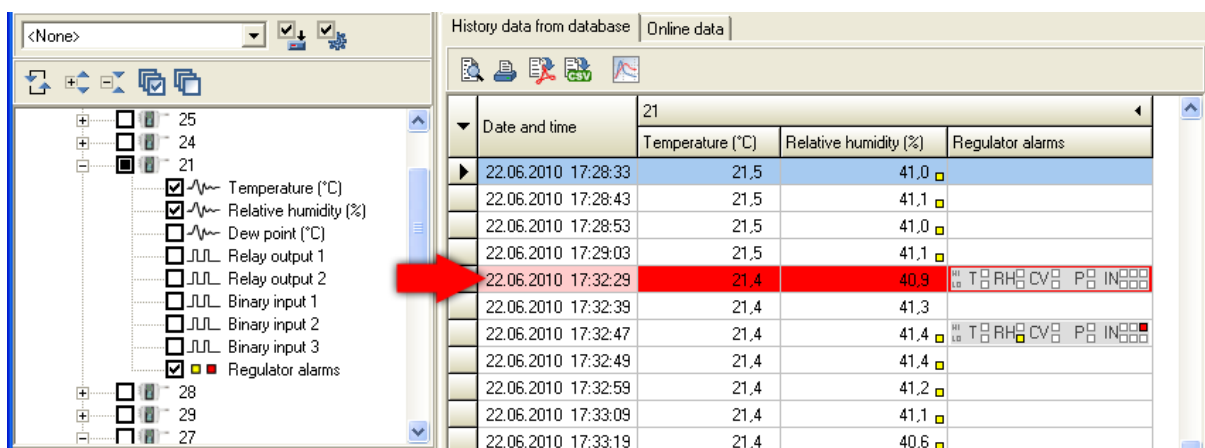 <None>
History data from database
Online data
CSV
25
24
21
Temperature (°C)
Relative humidity (%)
Dew point (°C)
Relay output 1
Relay output 2
Binary input 1
Binary input 2
Binary input 3
Regulator alarms
28
29
27
Date and time
21
Temperature (°C)
Relative humidity (%)
Regulator alarms
22.06.2010 17:28:33 21,5 41,0
22.06.2010 17:28:43 21,5 41,1
22.06.2010 17:28:53 21,5 41,0
22.06.2010 17:29:03 21,5 41,1
22.06.2010 17:32:29 21,4 40,9 HI LO T RH CV P IN
22.06.2010 17:32:39 21,4 41,3
22.06.2010 17:32:47 21,4 41,4 HI LO T RH CV P IN
22.06.2010 17:32:49 21,4 41,4
22.06.2010 17:32:59 21,4 41,2
22.06.2010 17:33:09 21,4 41,1
22.06.2010 17:33:19 21,4 40,6